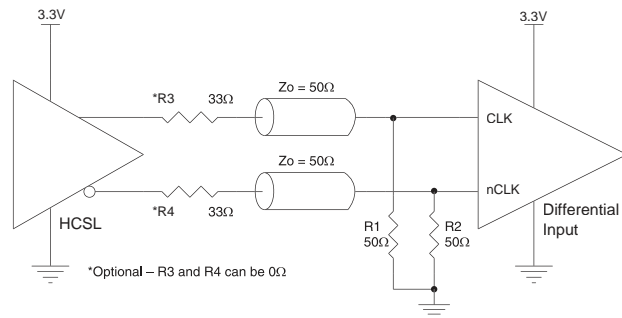 3.3V
3.3V
*R3
33Ω
Zo = 50Ω
CLK
Zo = 50Ω
nCLK
*R4
33Ω
HCSL
R1
50Ω
R2
50Ω
Differential
Input
*Optional – R3 and R4 can be 0Ω